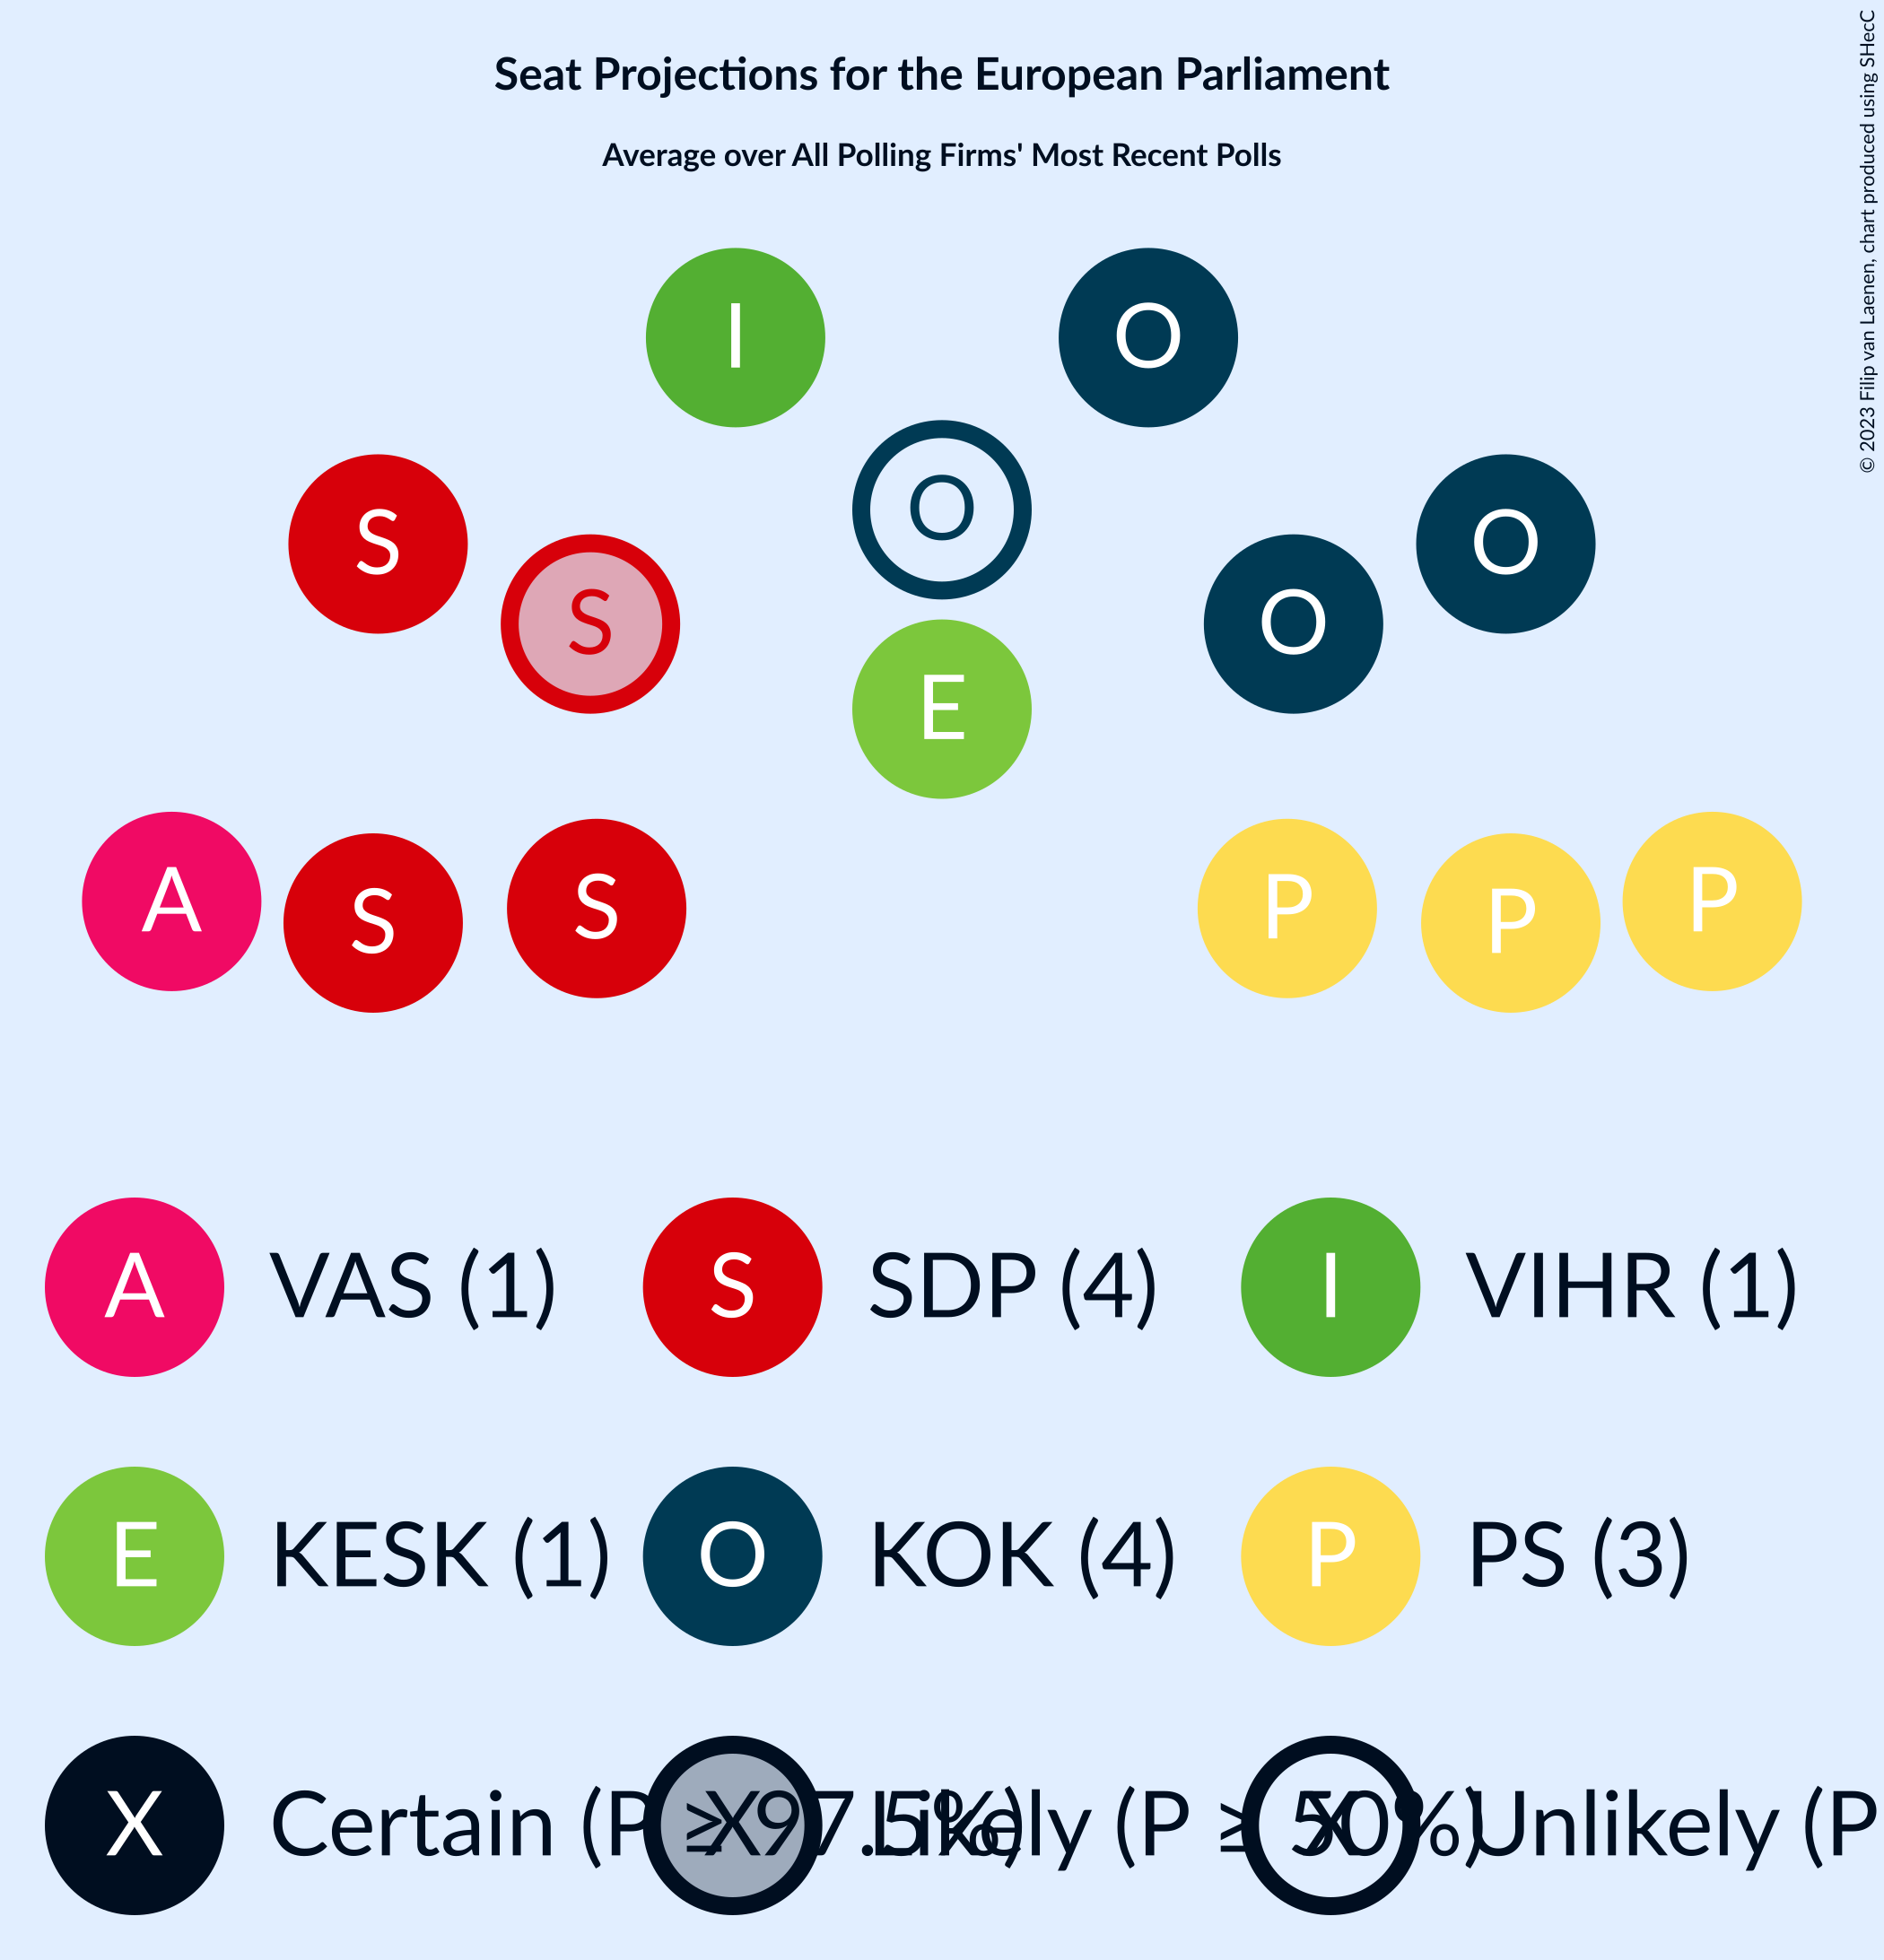 Seat Projections for the European Parliament
Average over All Polling Firms' Most Recent Polls
© 2023 Filip van Laenen, chart produced using SHecC
I O
O
S O
S O
E
A P
S S P P
A VAS (1) S SDP (4) I VIHR (1)
E KESK (1) O KOK (4) P PS (3)
X Certain (P ≥ 97.5%) X Likely (P ≥ 50%) X Unlikely (P